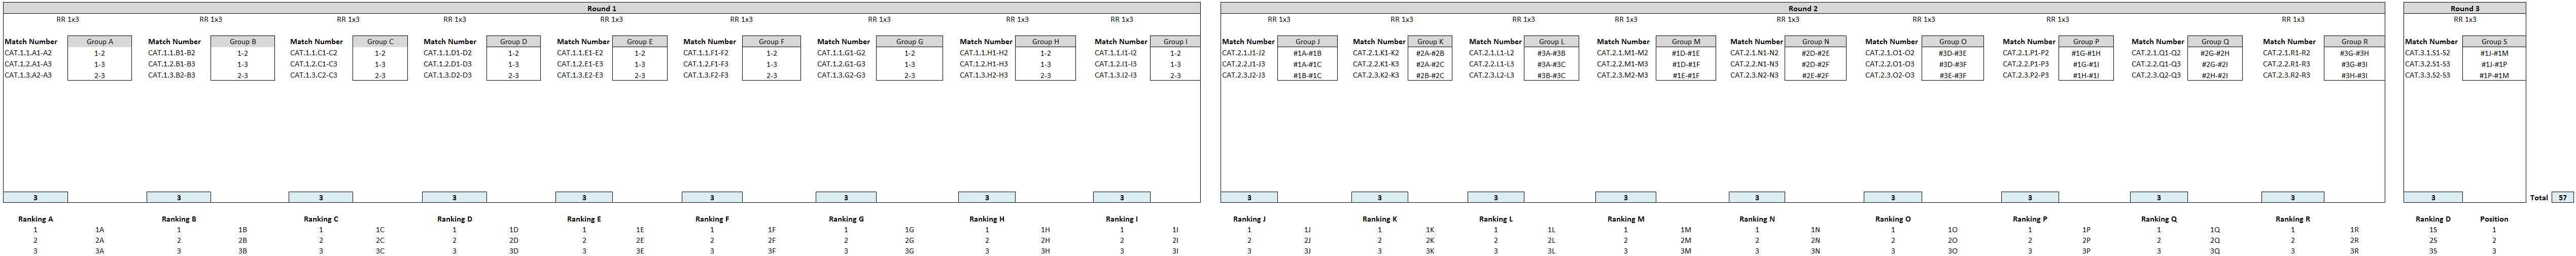 Round 1 Round 2 Round 3
RR 1x3 RR 1x3 RR 1x3 RR 1x3 RR 1x3 RR 1x3 RR 1x3 RR 1x3 RR 1x3 RR 1x3 RR 1x3 RR 1x3 RR 1x3 RR 1x3 RR 1x3 RR 1x3 RR 1x3 RR 1x3 RR 1x3
Match Number Group A Match Number Group B Match Number Group C Match Number Group D Match Number Group E Match Number Group F Match Number Group G Match Number Group H Match Number Group I Match Number Group J Match Number Group K Match Number Group L Match Number Group M Match Number Group N Match Number Group O Match Number Group P Match Number Group Q Match Number Group R Match Number Group S
CAT.1.1.A1-A2 1-2 CAT.1.1.B1-B2 1-2 CAT.1.1.C1-C2 1-2 CAT.1.1.D1-D2 1-2 CAT.1.1.E1-E2 1-2 CAT.1.1.F1-F2 1-2 CAT.1.1.G1-G2 1-2 CAT.1.1.H1-H2 1-2 CAT.1.1.I1-I2 1-2 CAT.2.1.J1-J2 #1A-#1B CAT.2.1.K1-K2 #2A-#2B CAT.2.1.L1-L2 #3A-#3B CAT.2.1.M1-M2 #1D-#1E CAT.2.1.N1-N2 #2D-#2E CAT.2.1.O1-O2 #3D-#3E CAT.2.1.P1-P2 #1G-#1H CAT.2.1.Q1-Q2 #2G-#2H CAT.2.1.R1-R2 #3G-#3H CAT.3.1.S1-S2 #1J-#1M
CAT.1.2.A1-A3 1-3 CAT.1.2.B1-B3 1-3 CAT.1.2.C1-C3 1-3 CAT.1.2.D1-D3 1-3 CAT.1.2.E1-E3 1-3 CAT.1.2.F1-F3 1-3 CAT.1.2.G1-G3 1-3 CAT.1.2.H1-H3 1-3 CAT.1.2.I1-I3 1-3 CAT.2.2.J1-J3 #1A-#1C CAT.2.2.K1-K3 #2A-#2C CAT.2.2.L1-L3 #3A-#3C CAT.2.2.M1-M3 #1D-#1F CAT.2.2.N1-N3 #2D-#2F CAT.2.2.O1-O3 #3D-#3F CAT.2.2.P1-P3 #1G-#1I CAT.2.2.Q1-Q3 #2G-#2I CAT.2.2.R1-R3 #3G-#3I CAT.3.2.S1-S3 #1J-#1P
CAT.1.3.A2-A3 2-3 CAT.1.3.B2-B3 2-3 CAT.1.3.C2-C3 2-3 CAT.1.3.D2-D3 2-3 CAT.1.3.E2-E3 2-3 CAT.1.3.F2-F3 2-3 CAT.1.3.G2-G3 2-3 CAT.1.3.H2-H3 2-3 CAT.1.3.I2-I3 2-3 CAT.2.3.J2-J3 #1B-#1C CAT.2.3.K2-K3 #2B-#2C CAT.2.3.L2-L3 #3B-#3C CAT.2.3.M2-M3 #1E-#1F CAT.2.3.N2-N3 #2E-#2F CAT.2.3.O2-O3 #3E-#3F CAT.2.3.P2-P3 #1H-#1I CAT.2.3.Q2-Q3 #2H-#2I CAT.2.3.R2-R3 #3H-#3I CAT.3.3.S2-S3 #1P-#1M
3 3 3 3 3 3 3 3 3 3 3 3 3 3 3 3 3 3 3 Total 57
Ranking A Ranking B Ranking C Ranking D Ranking E Ranking F Ranking G Ranking H Ranking I Ranking J Ranking K Ranking L Ranking M Ranking N Ranking O Ranking P Ranking Q Ranking R Ranking D Position
1 1A 1 1B 1 1C 1 1D 1 1E 1 1F 1 1G 1 1H 1 1I 1 1J 1 1K 1 1L 1 1M 1 1N 1 1O 1 1P 1 1Q 1 1R 1S 1
2 2A 2 2B 2 2C 2 2D 2 2E 2 2F 2 2G 2 2H 2 2I 2 2J 2 2K 2 2L 2 2M 2 2N 2 2O 2 2P 2 2Q 2 2R 2S 2
3 3A 3 3B 3 3C 3 3D 3 3E 3 3F 3 3G 3 3H 3 3I 3 3J 3 3K 3 3L 3 3M 3 3N 3 3O 3 3P 3 3Q 3 3R 3S 3